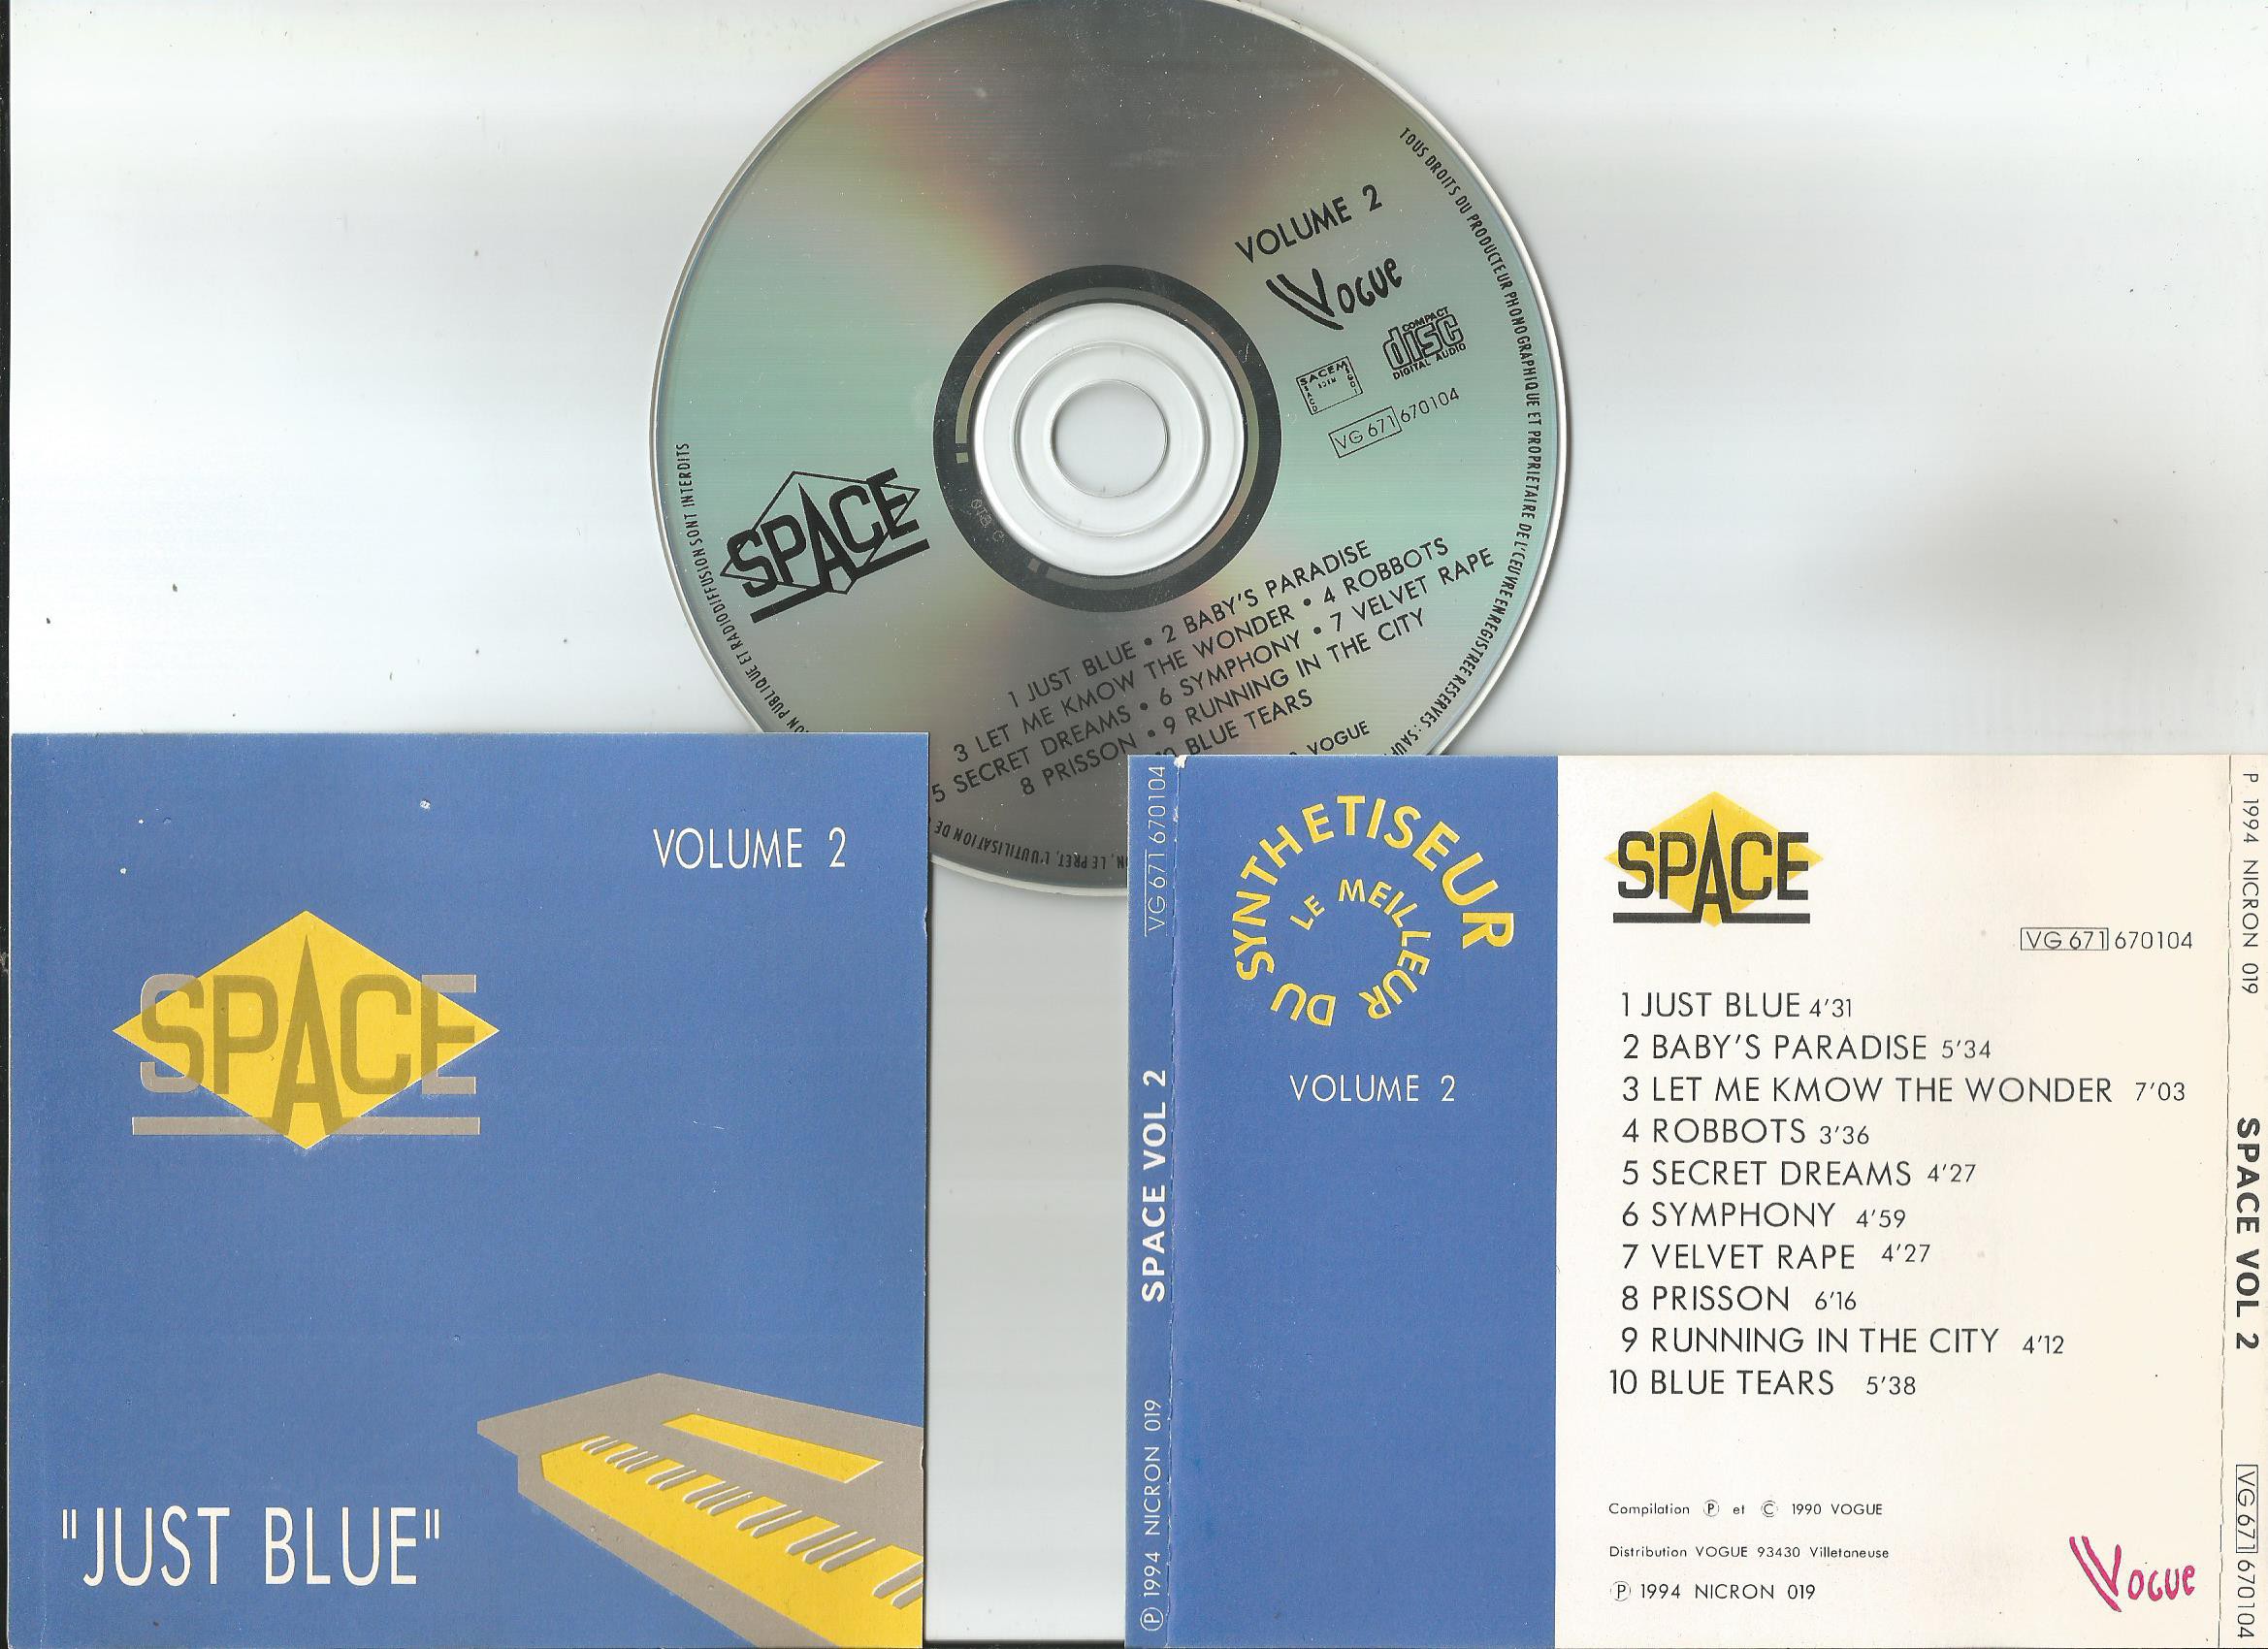 VOLUME 2
VOGUE
COMPACT
disc
DIGITAL AUDIO
SACEM
VG 671 670104
SPACE
1 JUST BLUE • 2 BABY'S PARADISE
3 LET ME KMOW THE WONDER • 4 ROBBOTS
5 SECRET DREAMS • 6 SYMPHONY • 7 VELVET RAPE
8 PRISSON • 9 RUNNING IN THE CITY
10 BLUE TEARS
VOGUE
TOUS DROITS DU PRODUCTEUR PHONOGRAPHIQUE ET PROPRIETAIRE DE L'ŒUVRE ENREGISTREE RESERVES
LE PRET, L'UTILISATION DE
PUBLIQUE ET RADIODIFFUSION SONT INTERDITS
VOLUME 2
SPACE
"JUST BLUE"
VG 671 670104
SPACE VOL 2
Ⓟ 1994 NICRON 019
LE MEILLEUR DU SYNTHETISEUR
VOLUME 2
SPACE
VG 671 670104
1 JUST BLUE 4'31
2 BABY'S PARADISE 5'34
3 LET ME KMOW THE WONDER 7'03
4 ROBBOTS 3'36
5 SECRET DREAMS 4'27
6 SYMPHONY 4'59
7 VELVET RAPE 4'27
8 PRISSON 6'16
9 RUNNING IN THE CITY 4'12
10 BLUE TEARS 5'38
Compilation Ⓟ et © 1990 VOGUE
Distribution VOGUE 93430 Villetaneuse
Ⓟ 1994 NICRON 019
VOGUE
P 1994 NICRON 019
SPACE VOL 2
VG 671 670104